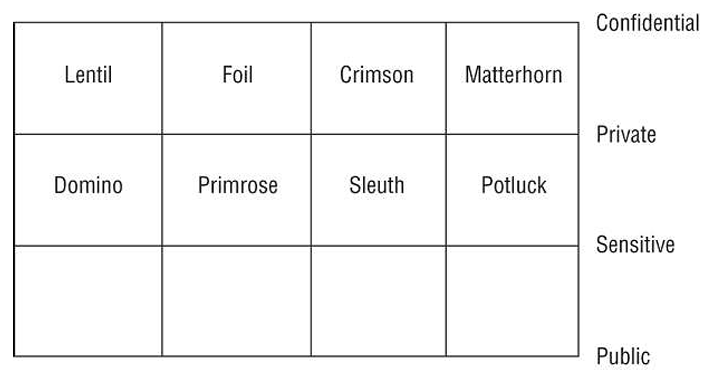 Confidential
Lentil Foil Crimson Matterhorn
Private
Domino Primrose Sleuth Potluck
Sensitive
Public